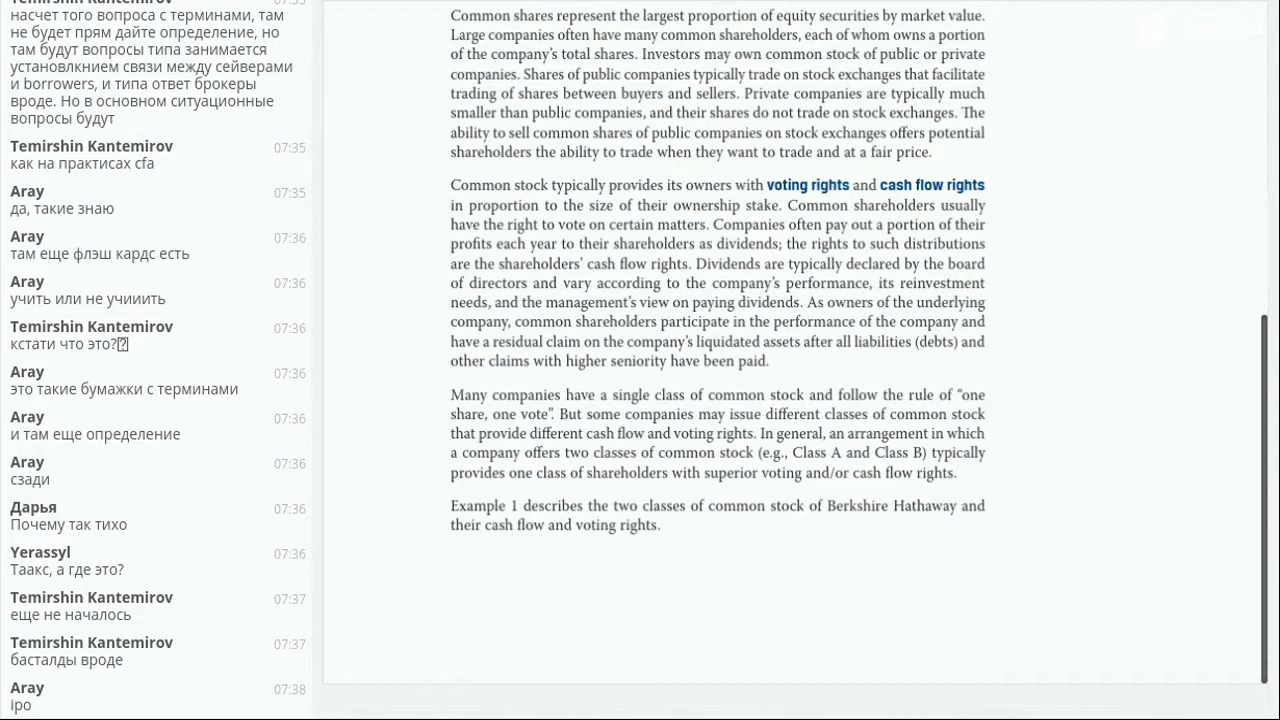 Temirshin Kantemirov 07:35
насчет того вопроса с терминами, там
не будет прям дайте определение, но
там будут вопросы типа занимается
установлкнием связи между сейверами
и borrowers, и типа ответ брокеры
вроде. Но в основном ситуационные
вопросы будут
Temirshin Kantemirov 07:35
как на практисах cfa
Aray 07:35
да, такие знаю
Aray 07:36
там еще флэш кардс есть
Aray 07:36
учить или не учииить
Temirshin Kantemirov 07:36
кстати что это?
Aray 07:36
это такие бумажки с терминами
Aray 07:36
и там еще определение
Aray 07:36
сзади
Дарья 07:36
Почему так тихо
Yerassyl 07:36
Таакс, а где это?
Temirshin Kantemirov 07:37
еще не началось
Temirshin Kantemirov 07:37
басталды вроде
Aray 07:38
ipo
Common shares represent the largest proportion of equity securities by market value.
Large companies often have many common shareholders, each of whom owns a portion
of the company's total shares. Investors may own common stock of public or private
companies. Shares of public companies typically trade on stock exchanges that facilitate
trading of shares between buyers and sellers. Private companies are typically much
smaller than public companies, and their shares do not trade on stock exchanges. The
ability to sell common shares of public companies on stock exchanges offers potential
shareholders the ability to trade when they want to trade and at a fair price.
Common stock typically provides its owners with voting rights and cash flow rights
in proportion to the size of their ownership stake. Common shareholders usually
have the right to vote on certain matters. Companies often pay out a portion of their
profits each year to their shareholders as dividends; the rights to such distributions
are the shareholders' cash flow rights. Dividends are typically declared by the board
of directors and vary according to the company's performance, its reinvestment
needs, and the management's view on paying dividends. As owners of the underlying
company, common shareholders participate in the performance of the company and
have a residual claim on the company's liquidated assets after all liabilities (debts) and
other claims with higher seniority have been paid.
Many companies have a single class of common stock and follow the rule of “one
share, one vote”. But some companies may issue different classes of common stock
that provide different cash flow and voting rights. In general, an arrangement in which
a company offers two classes of common stock (e.g., Class A and Class B) typically
provides one class of shareholders with superior voting and/or cash flow rights.
Example 1 describes the two classes of common stock of Berkshire Hathaway and
their cash flow and voting rights.